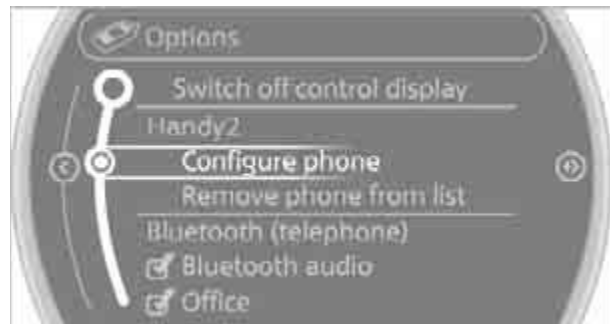 Options
Switch off control display
Handy2
Configure phone
Remove phone from list
Bluetooth (telephone)
Bluetooth audio
Office